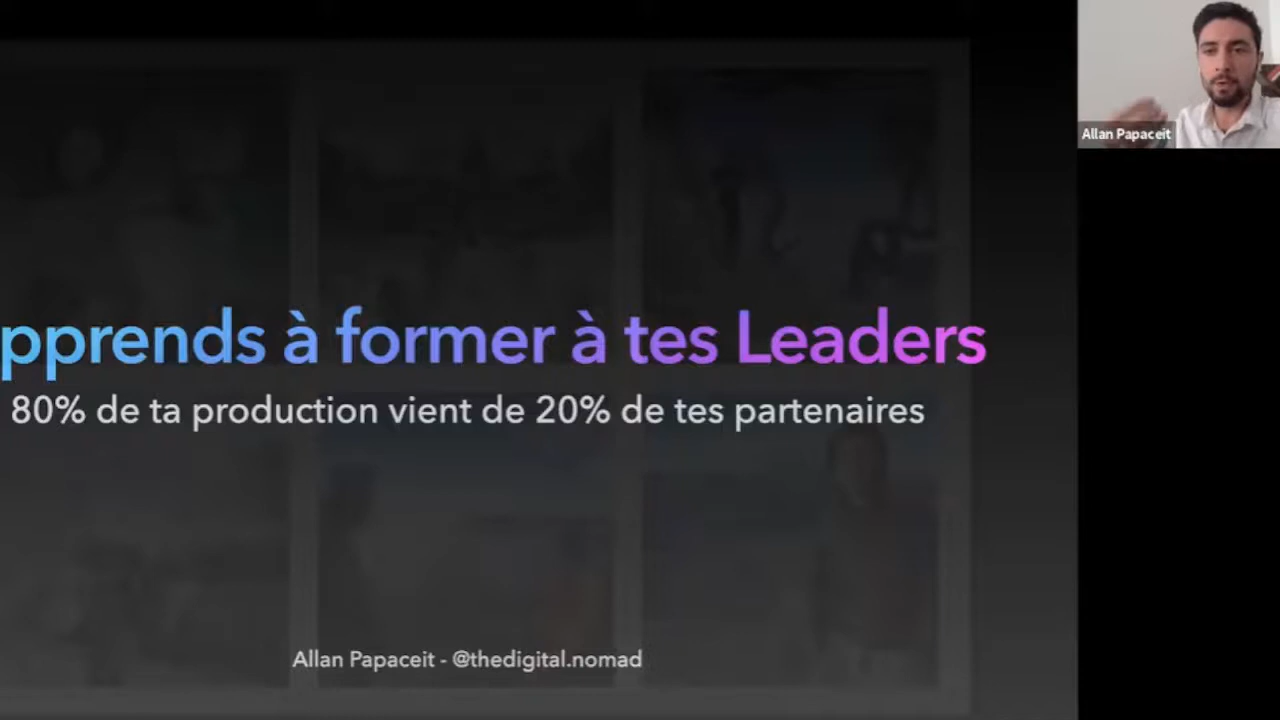 pprends à former à tes Leaders
80% de ta production vient de 20% de tes partenaires
Allan Papaceit - @thedigital.nomad
Allan Papaceit